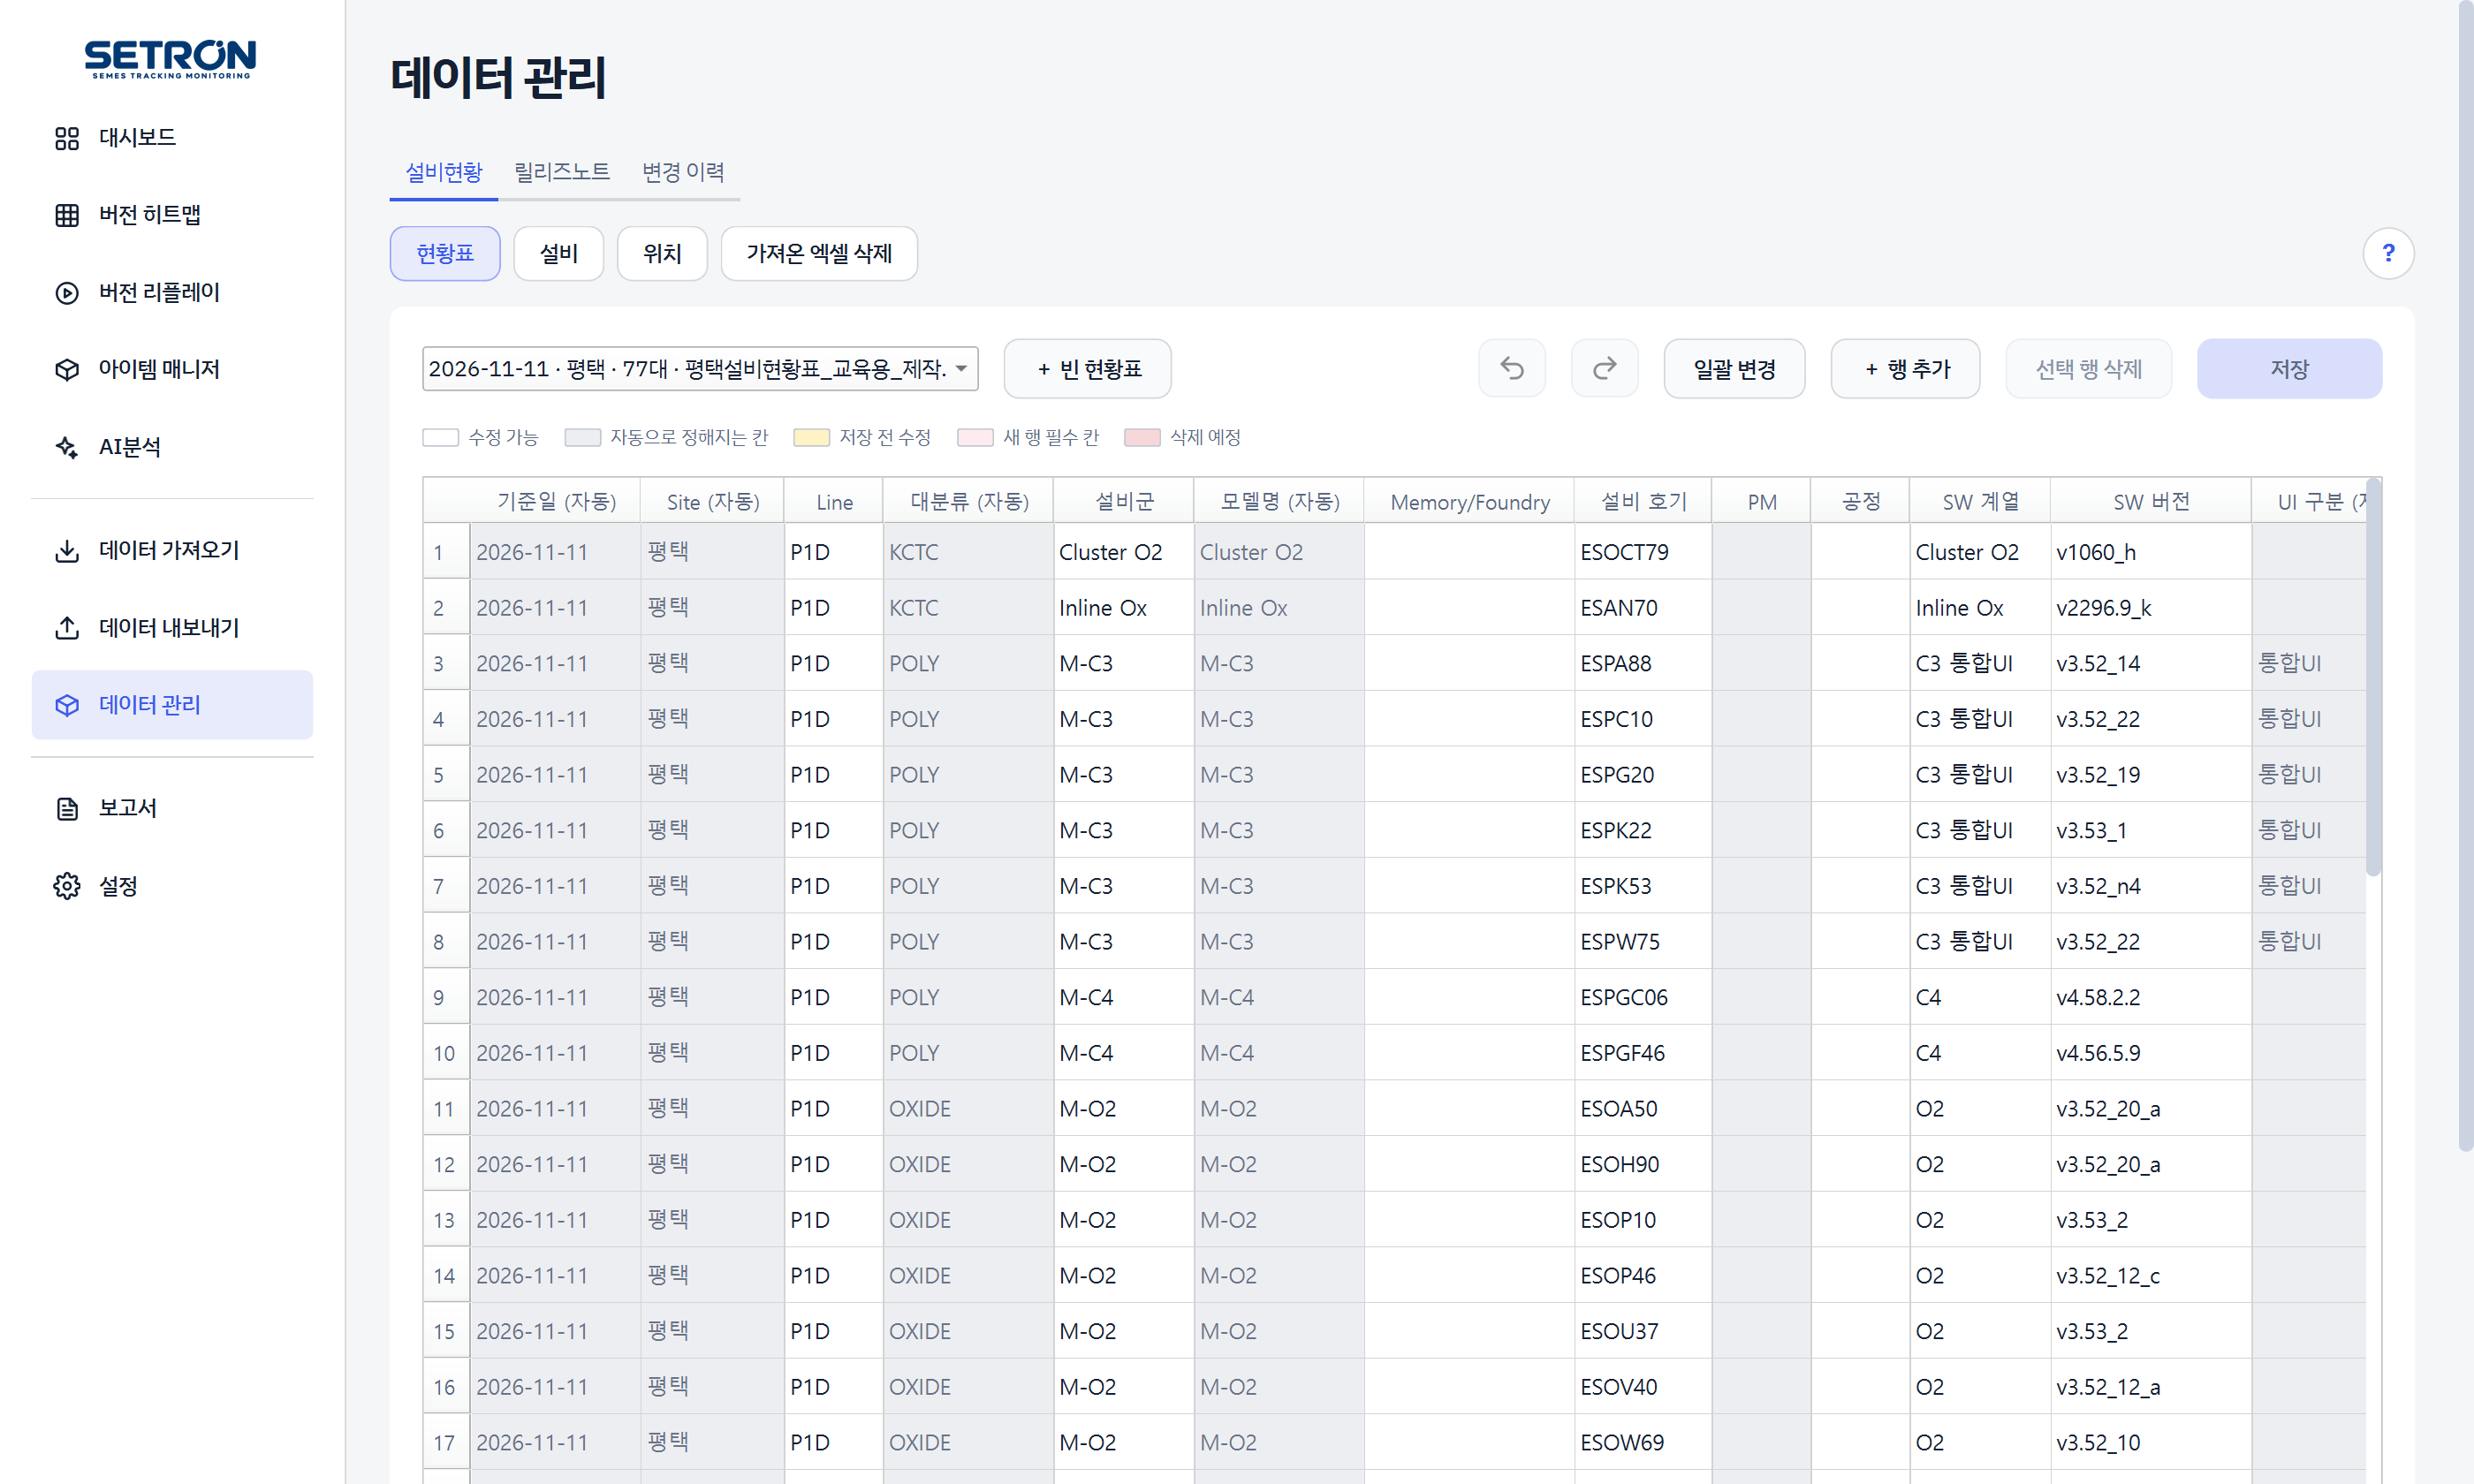 SETRON
SEMES TRACKING MONITORING
대시보드
버전 히트맵
버전 리플레이
아이템 매니저
AI분석
데이터 가져오기
데이터 내보내기
데이터 관리
보고서
설정
데이터 관리
설비현황 릴리즈노트 변경 이력
현황표 설비 위치 가져온 엑셀 삭제 ?
2026-11-11 · 평택 · 77대 · 평택설비현황표_교육용_제작. + 빈 현황표 일괄 변경 + 행 추가 선택 행 삭제 저장
수정 가능 자동으로 정해지는 칸 저장 전 수정 새 행 필수 칸 삭제 예정
기준일 (자동) Site (자동) Line 대분류 (자동) 설비군 모델명 (자동) Memory/Foundry 설비 호기 PM 공정 SW 계열 SW 버전 UI 구분
1 2026-11-11 평택 P1D KCTC Cluster O2 Cluster O2 ESOCT79 Cluster O2 v1060_h
2 2026-11-11 평택 P1D KCTC Inline Ox Inline Ox ESAN70 Inline Ox v2296.9_k
3 2026-11-11 평택 P1D POLY M-C3 M-C3 ESPA88 C3 통합UI v3.52_14 통합UI
4 2026-11-11 평택 P1D POLY M-C3 M-C3 ESPC10 C3 통합UI v3.52_22 통합UI
5 2026-11-11 평택 P1D POLY M-C3 M-C3 ESPG20 C3 통합UI v3.52_19 통합UI
6 2026-11-11 평택 P1D POLY M-C3 M-C3 ESPK22 C3 통합UI v3.53_1 통합UI
7 2026-11-11 평택 P1D POLY M-C3 M-C3 ESPK53 C3 통합UI v3.52_n4 통합UI
8 2026-11-11 평택 P1D POLY M-C3 M-C3 ESPW75 C3 통합UI v3.52_22 통합UI
9 2026-11-11 평택 P1D POLY M-C4 M-C4 ESPGC06 C4 v4.58.2.2
10 2026-11-11 평택 P1D POLY M-C4 M-C4 ESPGF46 C4 v4.56.5.9
11 2026-11-11 평택 P1D OXIDE M-O2 M-O2 ESOA50 O2 v3.52_20_a
12 2026-11-11 평택 P1D OXIDE M-O2 M-O2 ESOH90 O2 v3.52_20_a
13 2026-11-11 평택 P1D OXIDE M-O2 M-O2 ESOP10 O2 v3.53_2
14 2026-11-11 평택 P1D OXIDE M-O2 M-O2 ESOP46 O2 v3.52_12_c
15 2026-11-11 평택 P1D OXIDE M-O2 M-O2 ESOU37 O2 v3.53_2
16 2026-11-11 평택 P1D OXIDE M-O2 M-O2 ESOV40 O2 v3.52_12_a
17 2026-11-11 평택 P1D OXIDE M-O2 M-O2 ESOW69 O2 v3.52_10